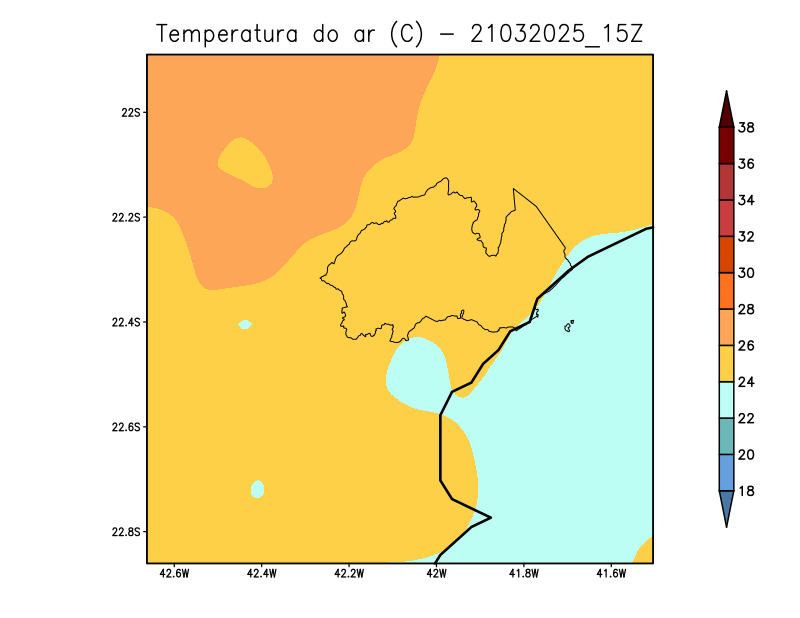 Temperatura do ar (C) - 21032025_15Z
22S
22.2S
22.4S
22.6S
22.8S
42.6W
42.4W
42.2W
42W
41.8W
41.6W
38
36
34
32
30
28
26
24
22
20
18